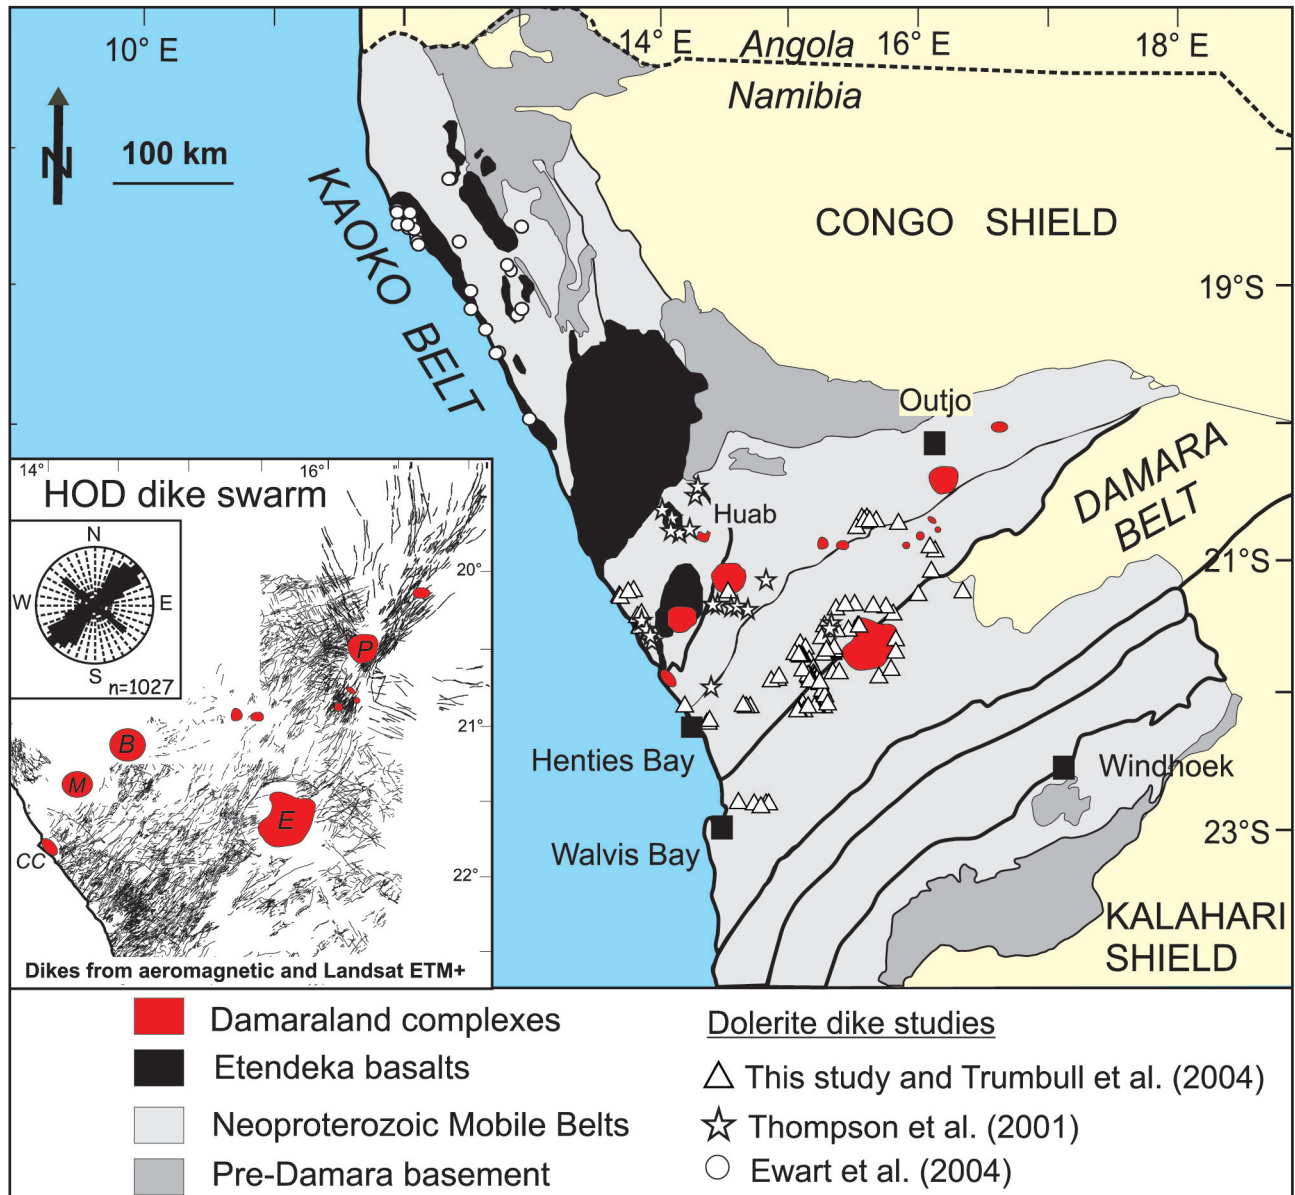 10° E
14° E
16° E
18° E
Angola
Namibia
N
100 km
KAOKO BELT
CONGO SHIELD
19°S
Outjo
DAMARA
BELT
Huab
21°S
Henties Bay
Windhoek
Walvis Bay
23°S
KALAHARI
SHIELD
14°
16°
HOD dike swarm
N
W
E
S
n=1027
20°
P
21°
B
M
E
CC
22°
Dikes from aeromagnetic and Landsat ETM+
Damaraland complexes
Etendeka basalts
Neoproterozoic Mobile Belts
Pre-Damara basement
Dolerite dike studies
This study and Trumbull et al. (2004)
Thompson et al. (2001)
Ewart et al. (2004)